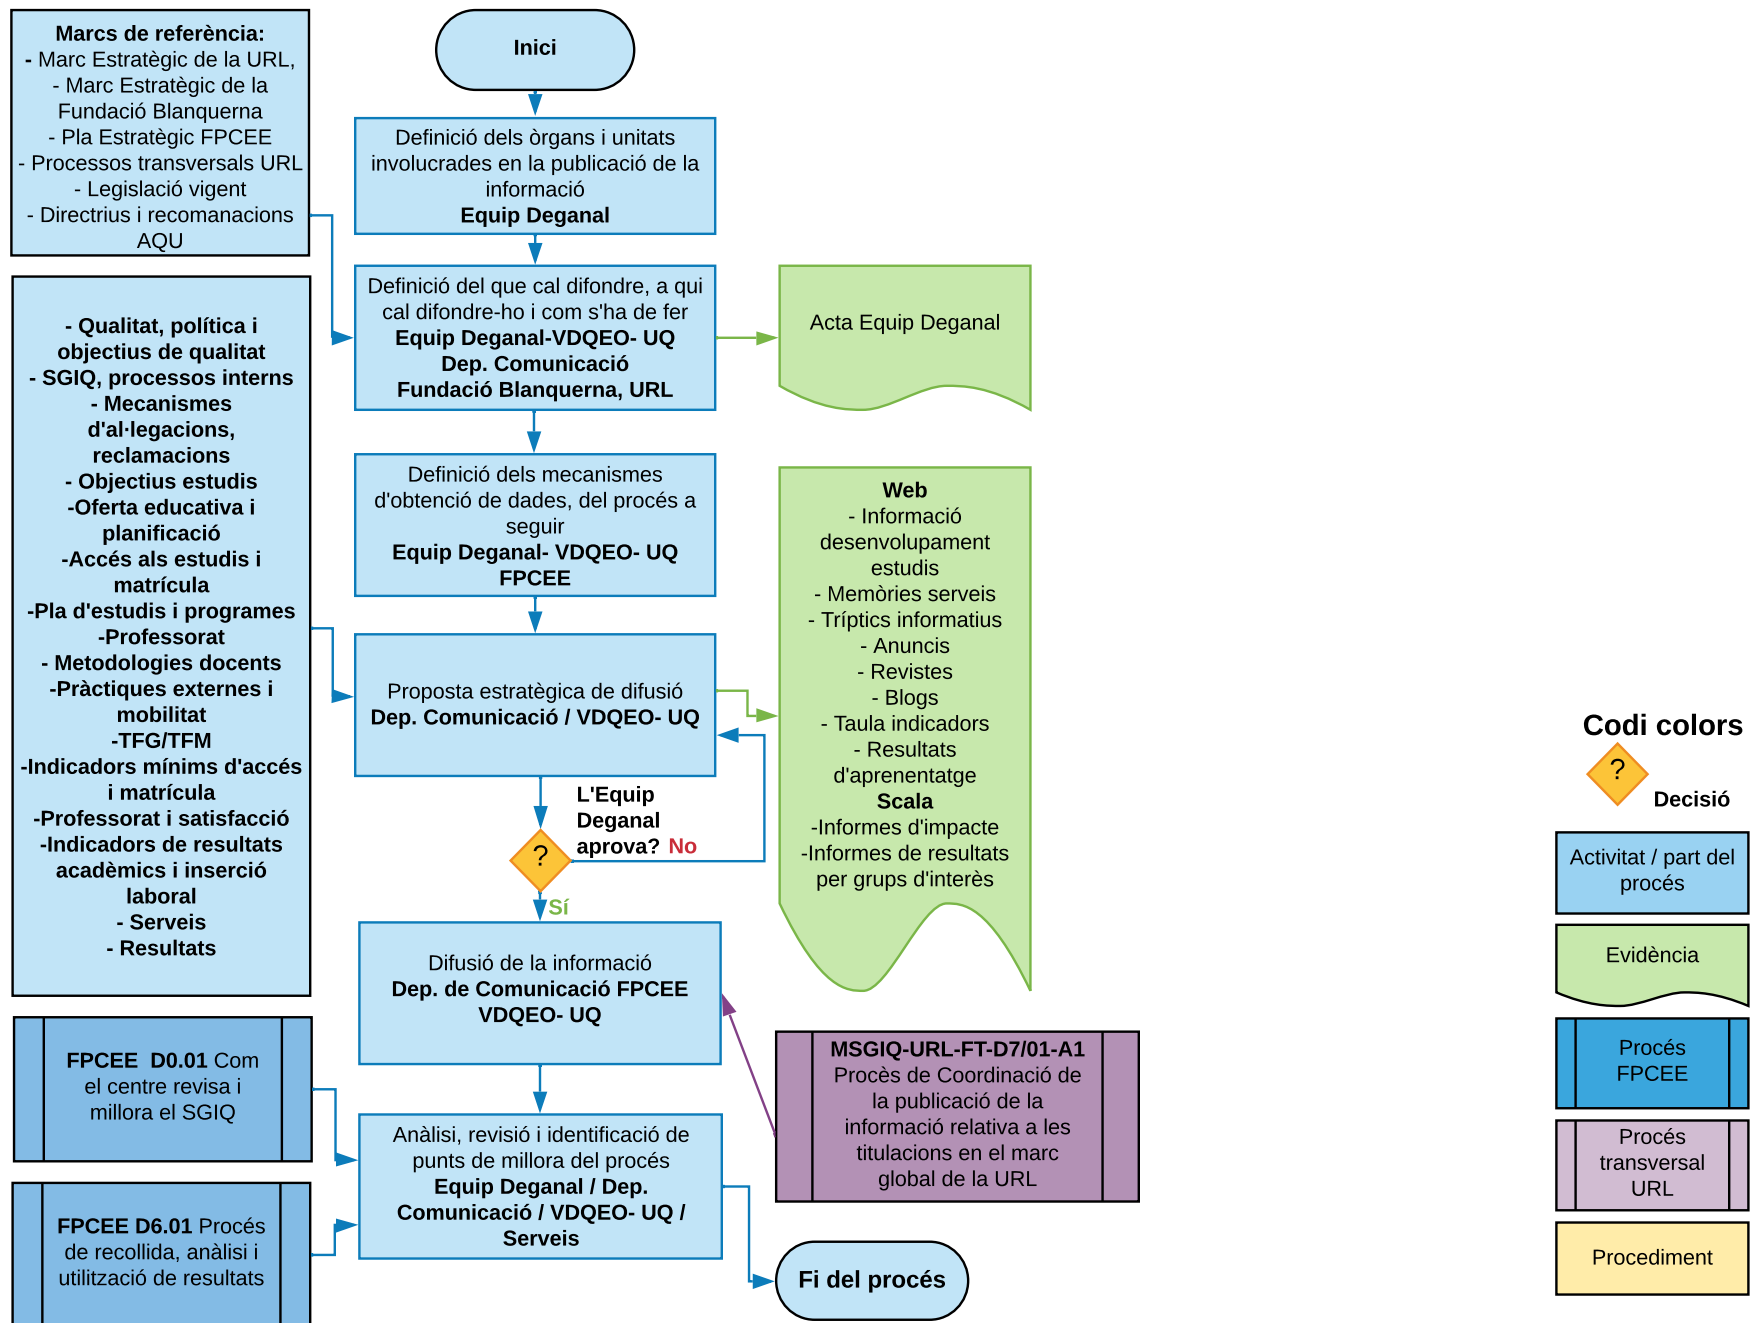 Marcs de referència:
- Marc Estratègic de la URL,
- Marc Estratègic de la
Fundació Blanquerna
- Pla Estratègic FPCEE
- Processos transversals URL
- Legislació vigent
- Directrius i recomanacions
AQU
- Qualitat, política i
objectius de qualitat
- SGIQ, processos interns
- Mecanismes
d'al·legacions,
reclamacions
- Objectius estudis
-Oferta educativa i
planificació
-Accés als estudis i
matrícula
-Pla d'estudis i programes
-Professorat
- Metodologies docents
-Pràctiques externes i
mobilitat
-TFG/TFM
-Indicadors mínims d'accés
i matrícula
-Professorat i satisfacció
-Indicadors de resultats
acadèmics i inserció
laboral
- Serveis
- Resultats
FPCEE  D0.01 Com
el centre revisa i
millora el SGIQ
FPCEE D6.01 Procés
de recollida, anàlisi i
utilització de resultats
Inici
Definició dels òrgans i unitats
involucrades en la publicació de la
informació
Equip Deganal
Definició del que cal difondre, a qui
cal difondre-ho i com s'ha de fer
Equip Deganal-VDQEO- UQ
Dep. Comunicació
Fundació Blanquerna, URL
Definició dels mecanismes
d'obtenció de dades, del procés a
seguir
Equip Deganal- VDQEO- UQ
FPCEE
Proposta estratègica de difusió
Dep. Comunicació / VDQEO- UQ
L'Equip
Deganal
aprova? No
?
Sí
Difusió de la informació
Dep. de Comunicació FPCEE
VDQEO- UQ
Anàlisi, revisió i identificació de
punts de millora del procés
Equip Deganal / Dep.
Comunicació / VDQEO- UQ /
Serveis
Acta Equip Deganal
Web
- Informació
desenvolupament
estudis
- Memòries serveis
- Tríptics informatius
- Anuncis
- Revistes
- Blogs
- Taula indicadors
- Resultats
d'aprenentatge
Scala
-Informes d'impacte
-Informes de resultats
per grups d'interès
MSGIQ-URL-FT-D7/01-A1
Procès de Coordinació de
la publicació de la
informació relativa a les
titulacions en el marc
global de la URL
Fi del procés
Codi colors
?
Decisió
Activitat / part del
procés
Evidència
Procés
FPCEE
Procés
transversal
URL
Procediment